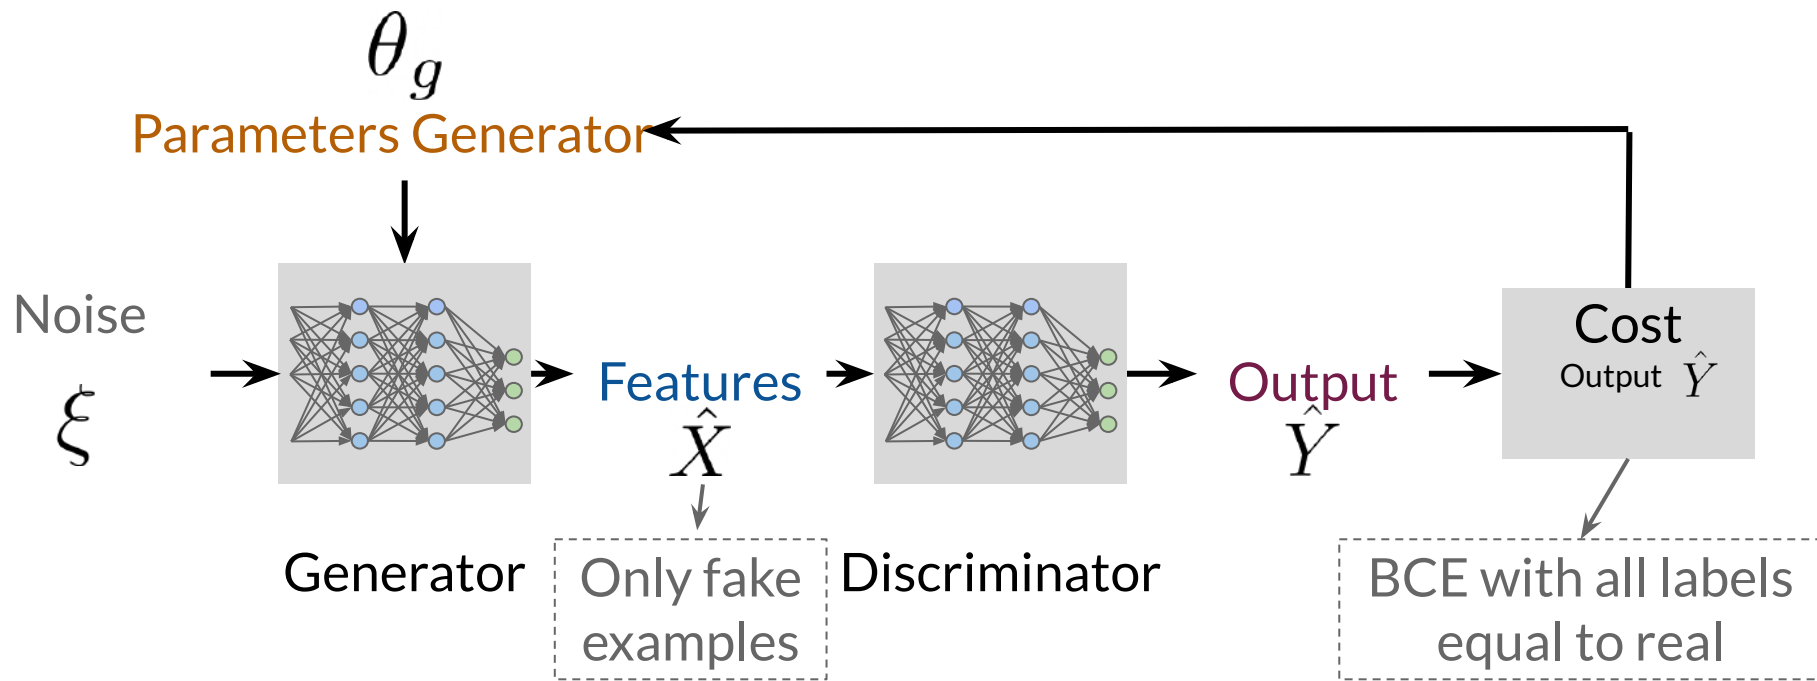 θ_g
Parameters Generator
Noise
ξ
Features
X̂
Output
Ŷ
Cost
Output Ŷ
Generator
Only fake
examples
Discriminator
BCE with all labels
equal to real